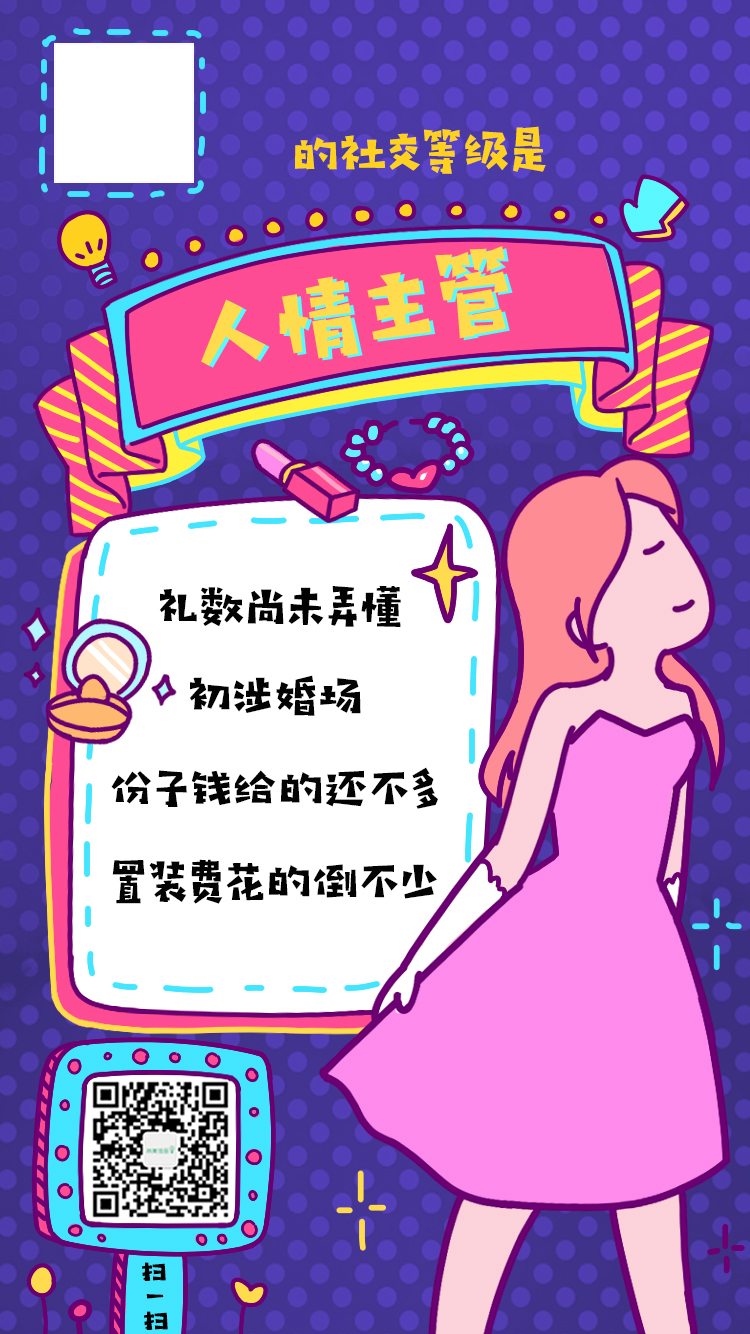 的社交等级是
人情主管
礼数尚未弄懂
初涉婚场
份子钱给的还不多
置装费花的倒不少
扫一扫